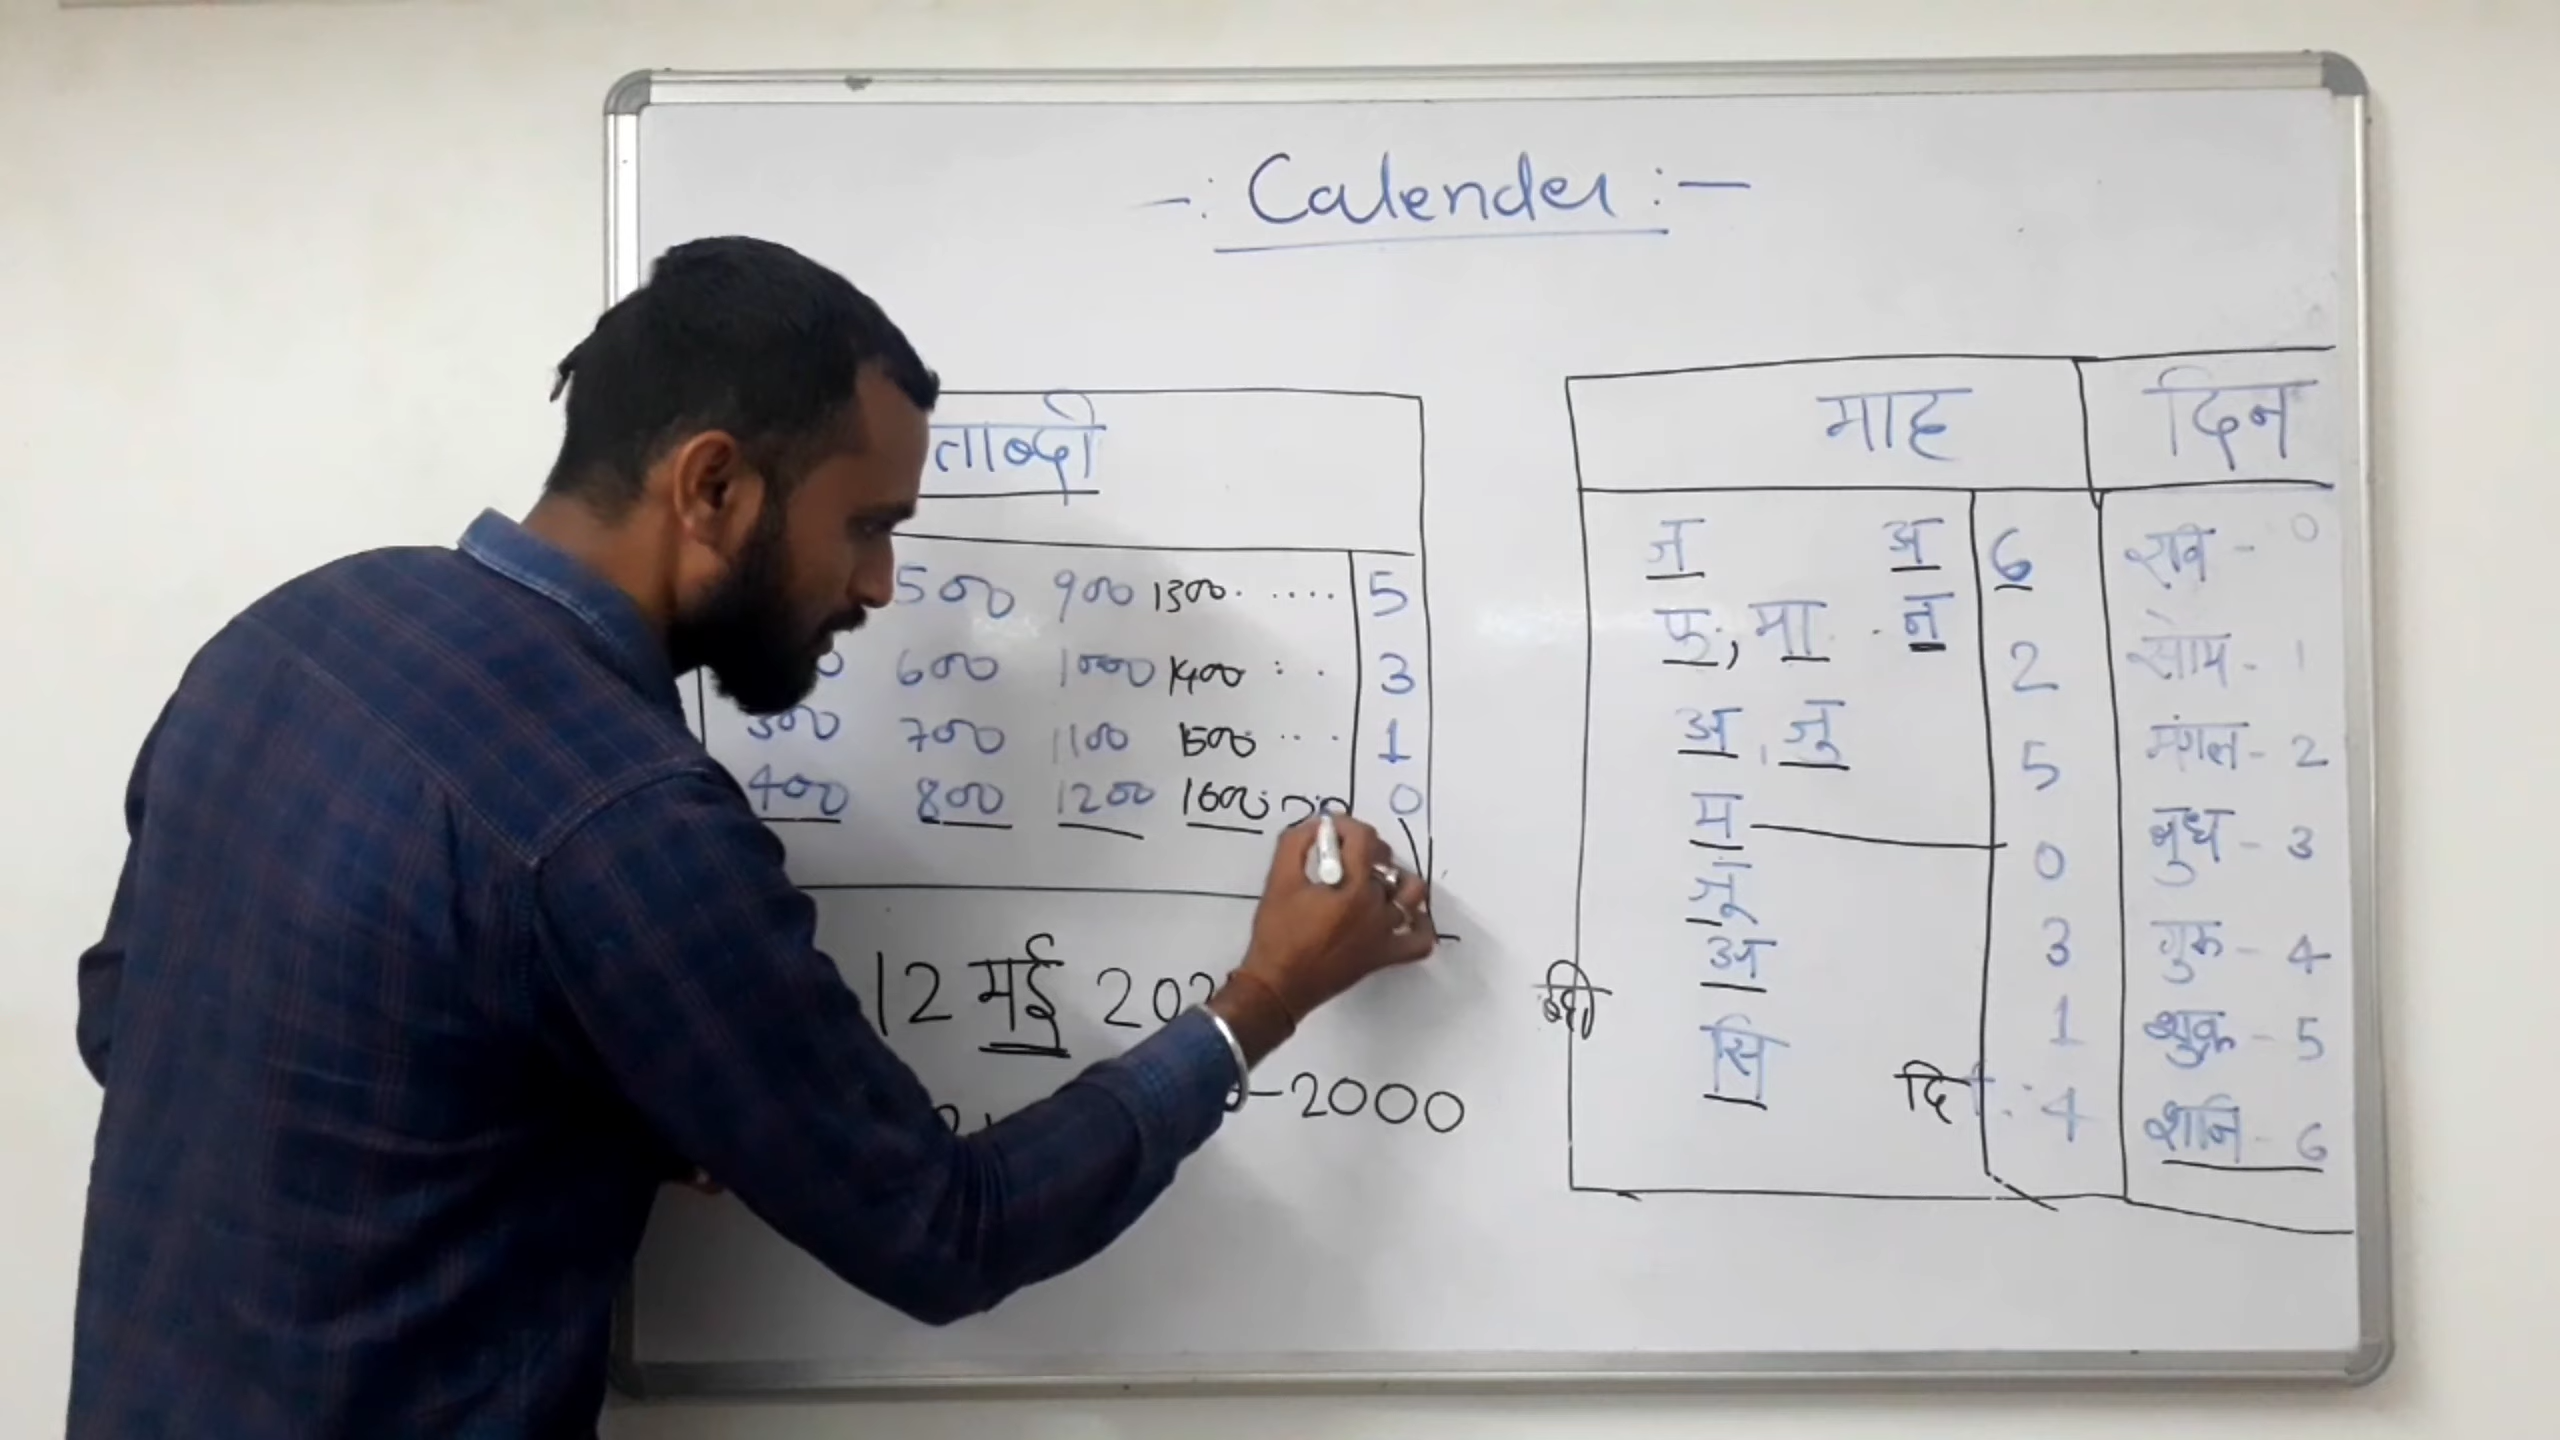 -: Calender :-
ताब्दी
500 900 1300 ..... 5
600 1000 1400 : .. 3
300 700 1100 1500 .... 1
400 800 1200 1600 0
12 मई 202
-2000
माह दिन
ज अ 6 रवि - 0
फ, मा न 2 सोम - 1
अ, जु 5 मंगल - 2
म 0 बुध - 3
जू 3 गुरू - 4
अ 1 शुक्र - 5
सि दि 4 शनि - 6